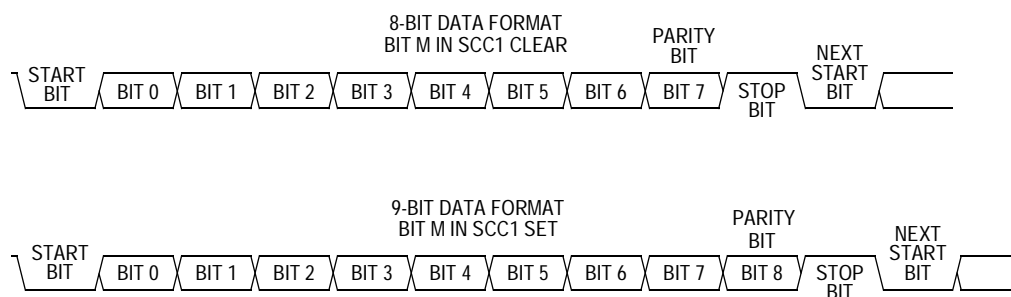 8-BIT DATA FORMAT
BIT M IN SCC1 CLEAR
PARITY
BIT
NEXT
START
BIT
START
BIT
BIT 0
BIT 1
BIT 2
BIT 3
BIT 4
BIT 5
BIT 6
BIT 7
STOP
BIT
9-BIT DATA FORMAT
BIT M IN SCC1 SET
PARITY
BIT
NEXT
START
BIT
START
BIT
BIT 0
BIT 1
BIT 2
BIT 3
BIT 4
BIT 5
BIT 6
BIT 7
BIT 8
STOP
BIT